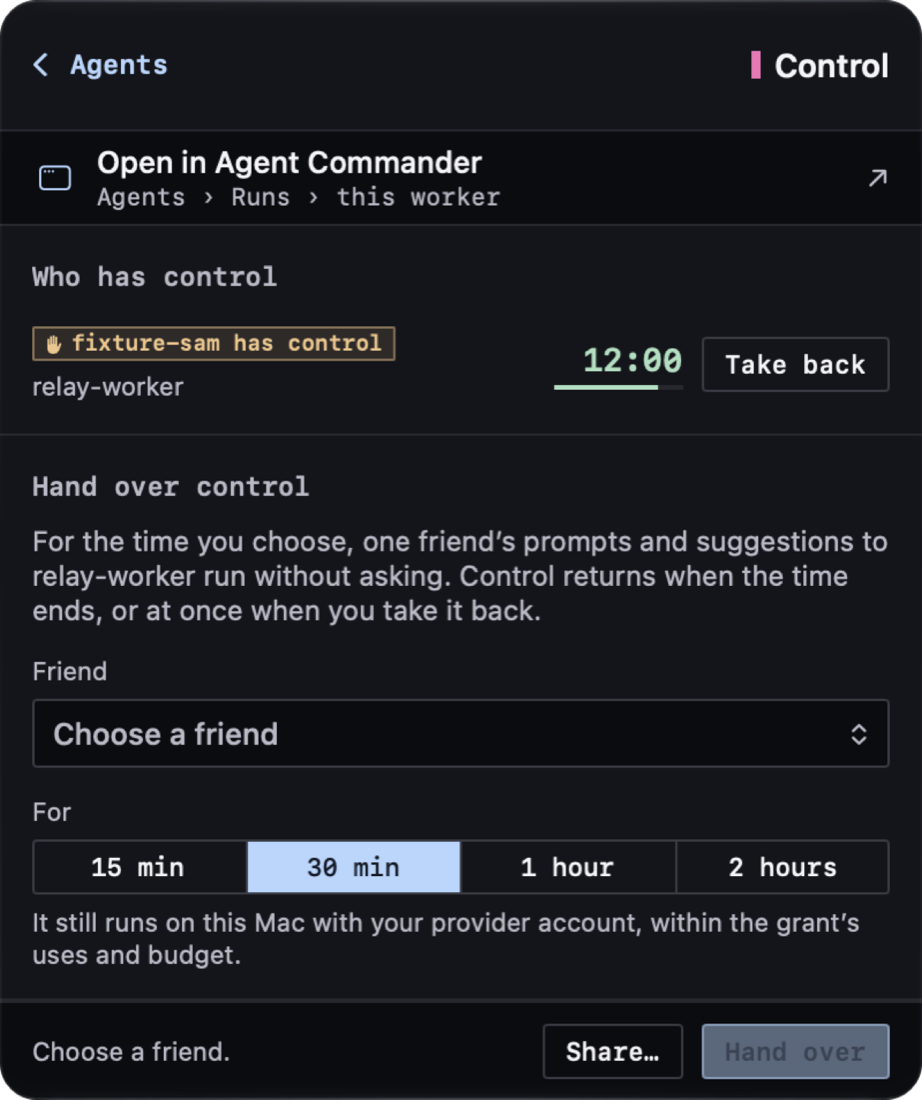 Agents
Control
Open in Agent Commander
Agents › Runs › this worker
Who has control
fixture-sam has control
relay-worker
12:00
Take back
Hand over control
For the time you choose, one friend’s prompts and suggestions to
relay-worker run without asking. Control returns when the time
ends, or at once when you take it back.
Friend
Choose a friend
For
15 min
30 min
1 hour
2 hours
It still runs on this Mac with your provider account, within the grant’s
uses and budget.
Choose a friend.
Share…
Hand over